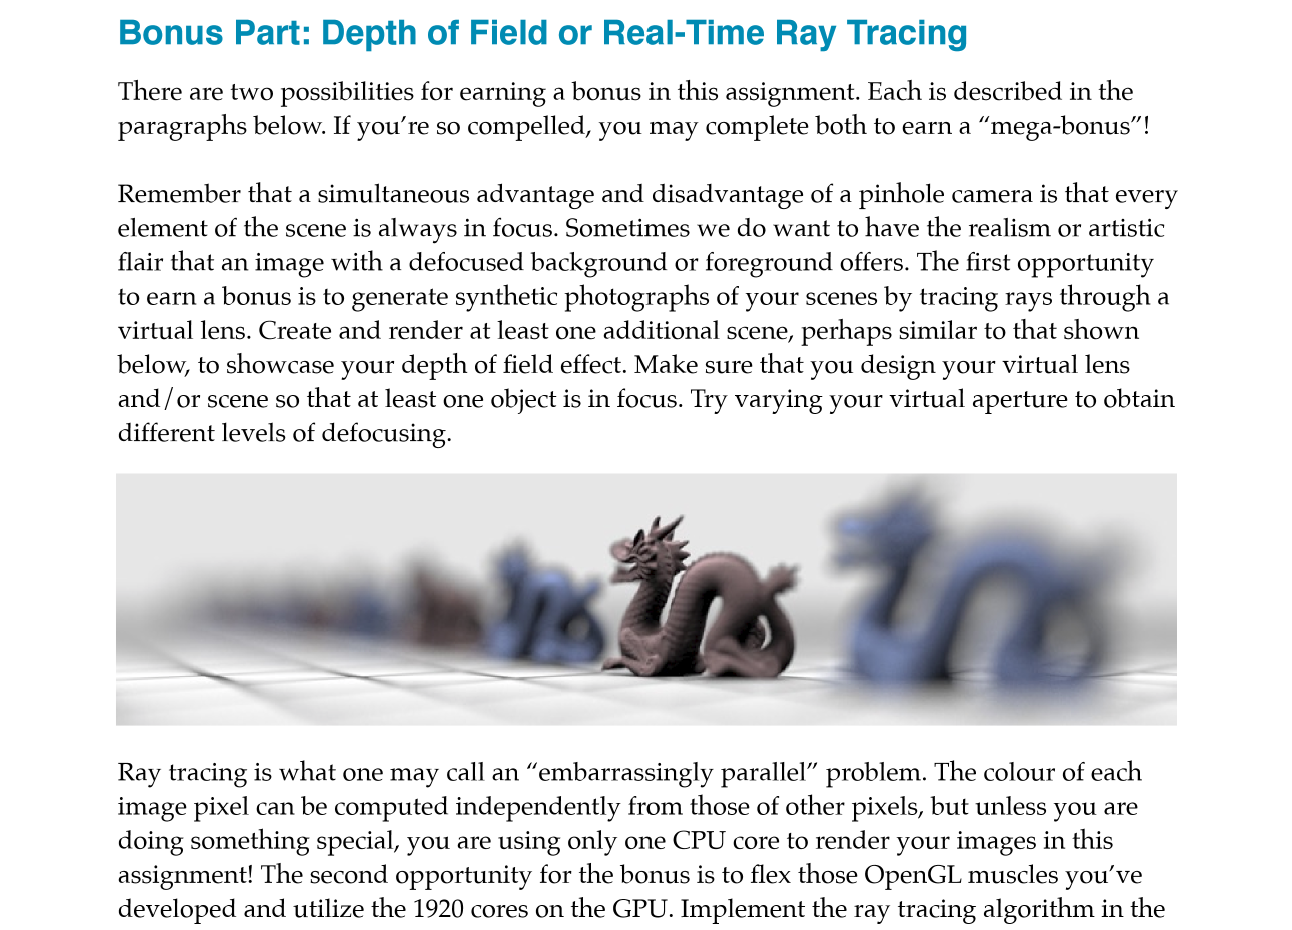 Bonus Part: Depth of Field or Real-Time Ray Tracing
There are two possibilities for earning a bonus in this assignment. Each is described in the
paragraphs below. If you’re so compelled, you may complete both to earn a “mega-bonus”!
Remember that a simultaneous advantage and disadvantage of a pinhole camera is that every
element of the scene is always in focus. Sometimes we do want to have the realism or artistic
flair that an image with a defocused background or foreground offers. The first opportunity
to earn a bonus is to generate synthetic photographs of your scenes by tracing rays through a
virtual lens. Create and render at least one additional scene, perhaps similar to that shown
below, to showcase your depth of field effect. Make sure that you design your virtual lens
and/or scene so that at least one object is in focus. Try varying your virtual aperture to obtain
different levels of defocusing.
Ray tracing is what one may call an “embarrassingly parallel” problem. The colour of each
image pixel can be computed independently from those of other pixels, but unless you are
doing something special, you are using only one CPU core to render your images in this
assignment! The second opportunity for the bonus is to flex those OpenGL muscles you’ve
developed and utilize the 1920 cores on the GPU. Implement the ray tracing algorithm in the